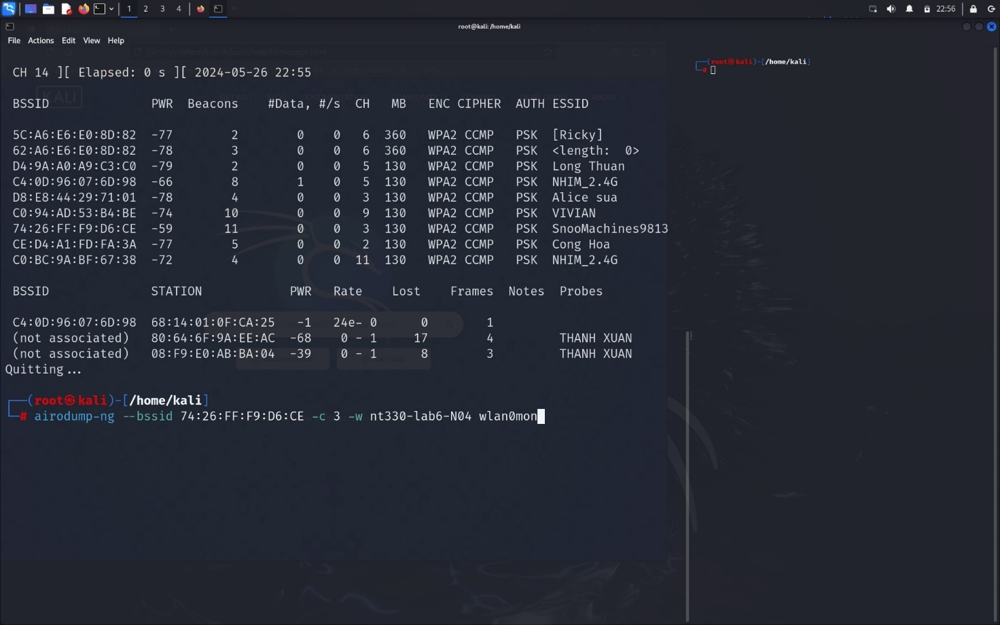 1 2 3 4 22:56
root@kali: /home/kali
File Actions Edit View Help
CH 14 ][ Elapsed: 0 s ][ 2024-05-26 22:55
BSSID PWR Beacons #Data, #/s CH MB ENC CIPHER AUTH ESSID
5C:A6:E6:E0:8D:82 -77 2 0 0 6 360 WPA2 CCMP PSK [Ricky]
62:A6:E6:E0:8D:82 -78 3 0 0 6 360 WPA2 CCMP PSK <length: 0>
D4:9A:A0:A9:C3:C0 -79 2 0 0 5 130 WPA2 CCMP PSK Long Thuan
C4:0D:96:07:6D:98 -66 8 1 0 5 130 WPA2 CCMP PSK NHIM_2.4G
D8:E8:44:29:71:01 -78 4 0 0 3 130 WPA2 CCMP PSK Alice sua
C0:94:AD:53:B4:BE -74 10 0 0 9 130 WPA2 CCMP PSK VIVIAN
74:26:FF:F9:D6:CE -59 11 0 0 3 130 WPA2 CCMP PSK SnooMachines9813
CE:D4:A1:FD:FA:3A -77 5 0 0 2 130 WPA2 CCMP PSK Cong Hoa
C0:BC:9A:BF:67:38 -72 4 0 0 11 130 WPA2 CCMP PSK NHIM_2.4G
BSSID STATION PWR Rate Lost Frames Notes Probes
C4:0D:96:07:6D:98 68:14:01:0F:CA:25 -1 24e- 0 0 1
(not associated) 80:64:6F:9A:EE:AC -68 0 - 1 17 4 THANH XUAN
(not associated) 08:F9:E0:AB:BA:04 -39 0 - 1 8 3 THANH XUAN
Quitting...
┌──(root㉿kali)-[/home/kali]
└─# airodump-ng --bssid 74:26:FF:F9:D6:CE -c 3 -w nt330-lab6-N04 wlan0mon
┌──(root㉿kali)-[/home/kali]
└─#
KALI